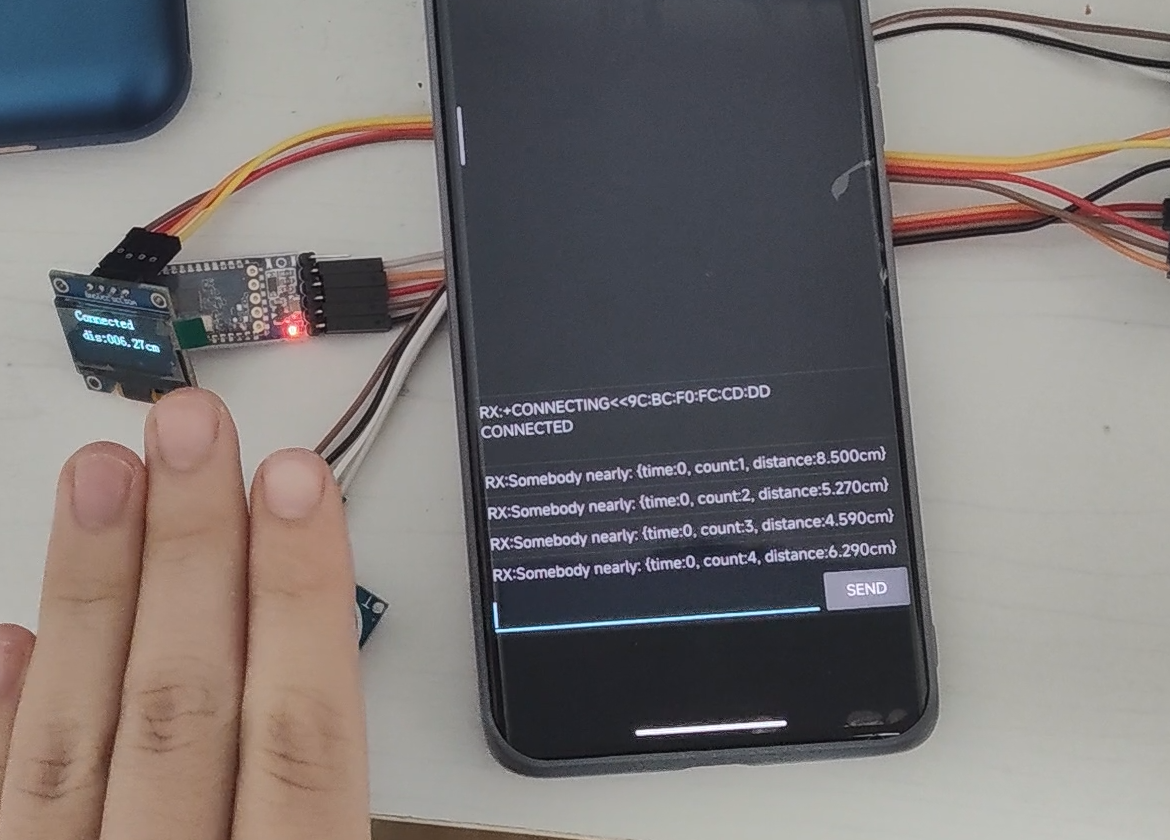 Connected
dis:006.27cm
RX:+CONNECTING<<9C:BC:F0:FC:CD:DD
CONNECTED
RX:Somebody nearly: {time:0, count:1, distance:8.500cm}
RX:Somebody nearly: {time:0, count:2, distance:5.270cm}
RX:Somebody nearly: {time:0, count:3, distance:4.590cm}
RX:Somebody nearly: {time:0, count:4, distance:6.290cm}
SEND